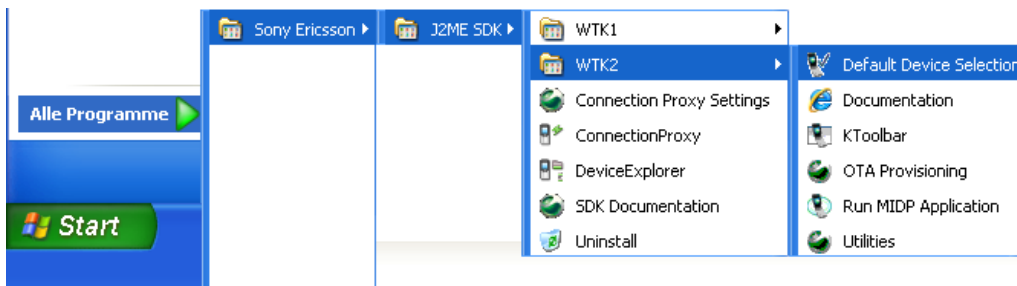 Sony Ericsson
J2ME SDK
WTK1
WTK2
Connection Proxy Settings
ConnectionProxy
DeviceExplorer
SDK Documentation
Uninstall
Default Device Selection
Documentation
KToolbar
OTA Provisioning
Run MIDP Application
Utilities
Alle Programme
Start